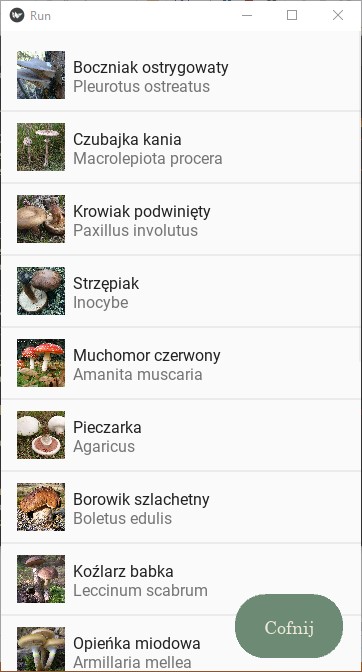 Run
Boczniak ostrygowaty
Pleurotus ostreatus
Czubajka kania
Macrolepiota procera
Krowiak podwinięty
Paxillus involutus
Strzępiak
Inocybe
Muchomor czerwony
Amanita muscaria
Pieczarka
Agaricus
Borowik szlachetny
Boletus edulis
Koźlarz babka
Leccinum scabrum
Opieńka miodowa
Armillaria mellea
Cofnij